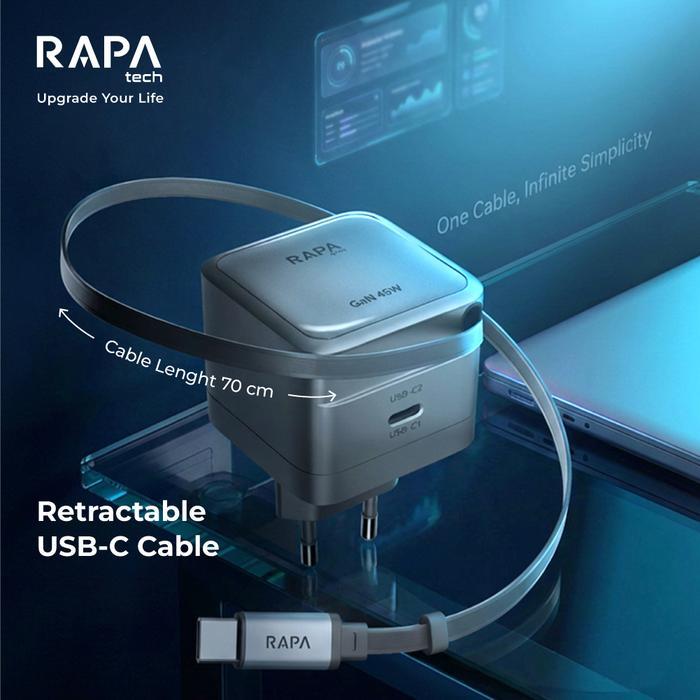 RAPA
tech
Upgrade Your Life
One Cable, Infinite Simplicity
RAPA
GaN 45W
Cable Lenght 70 cm
USB-C2
USB-C1
Retractable
USB-C Cable
RAPA